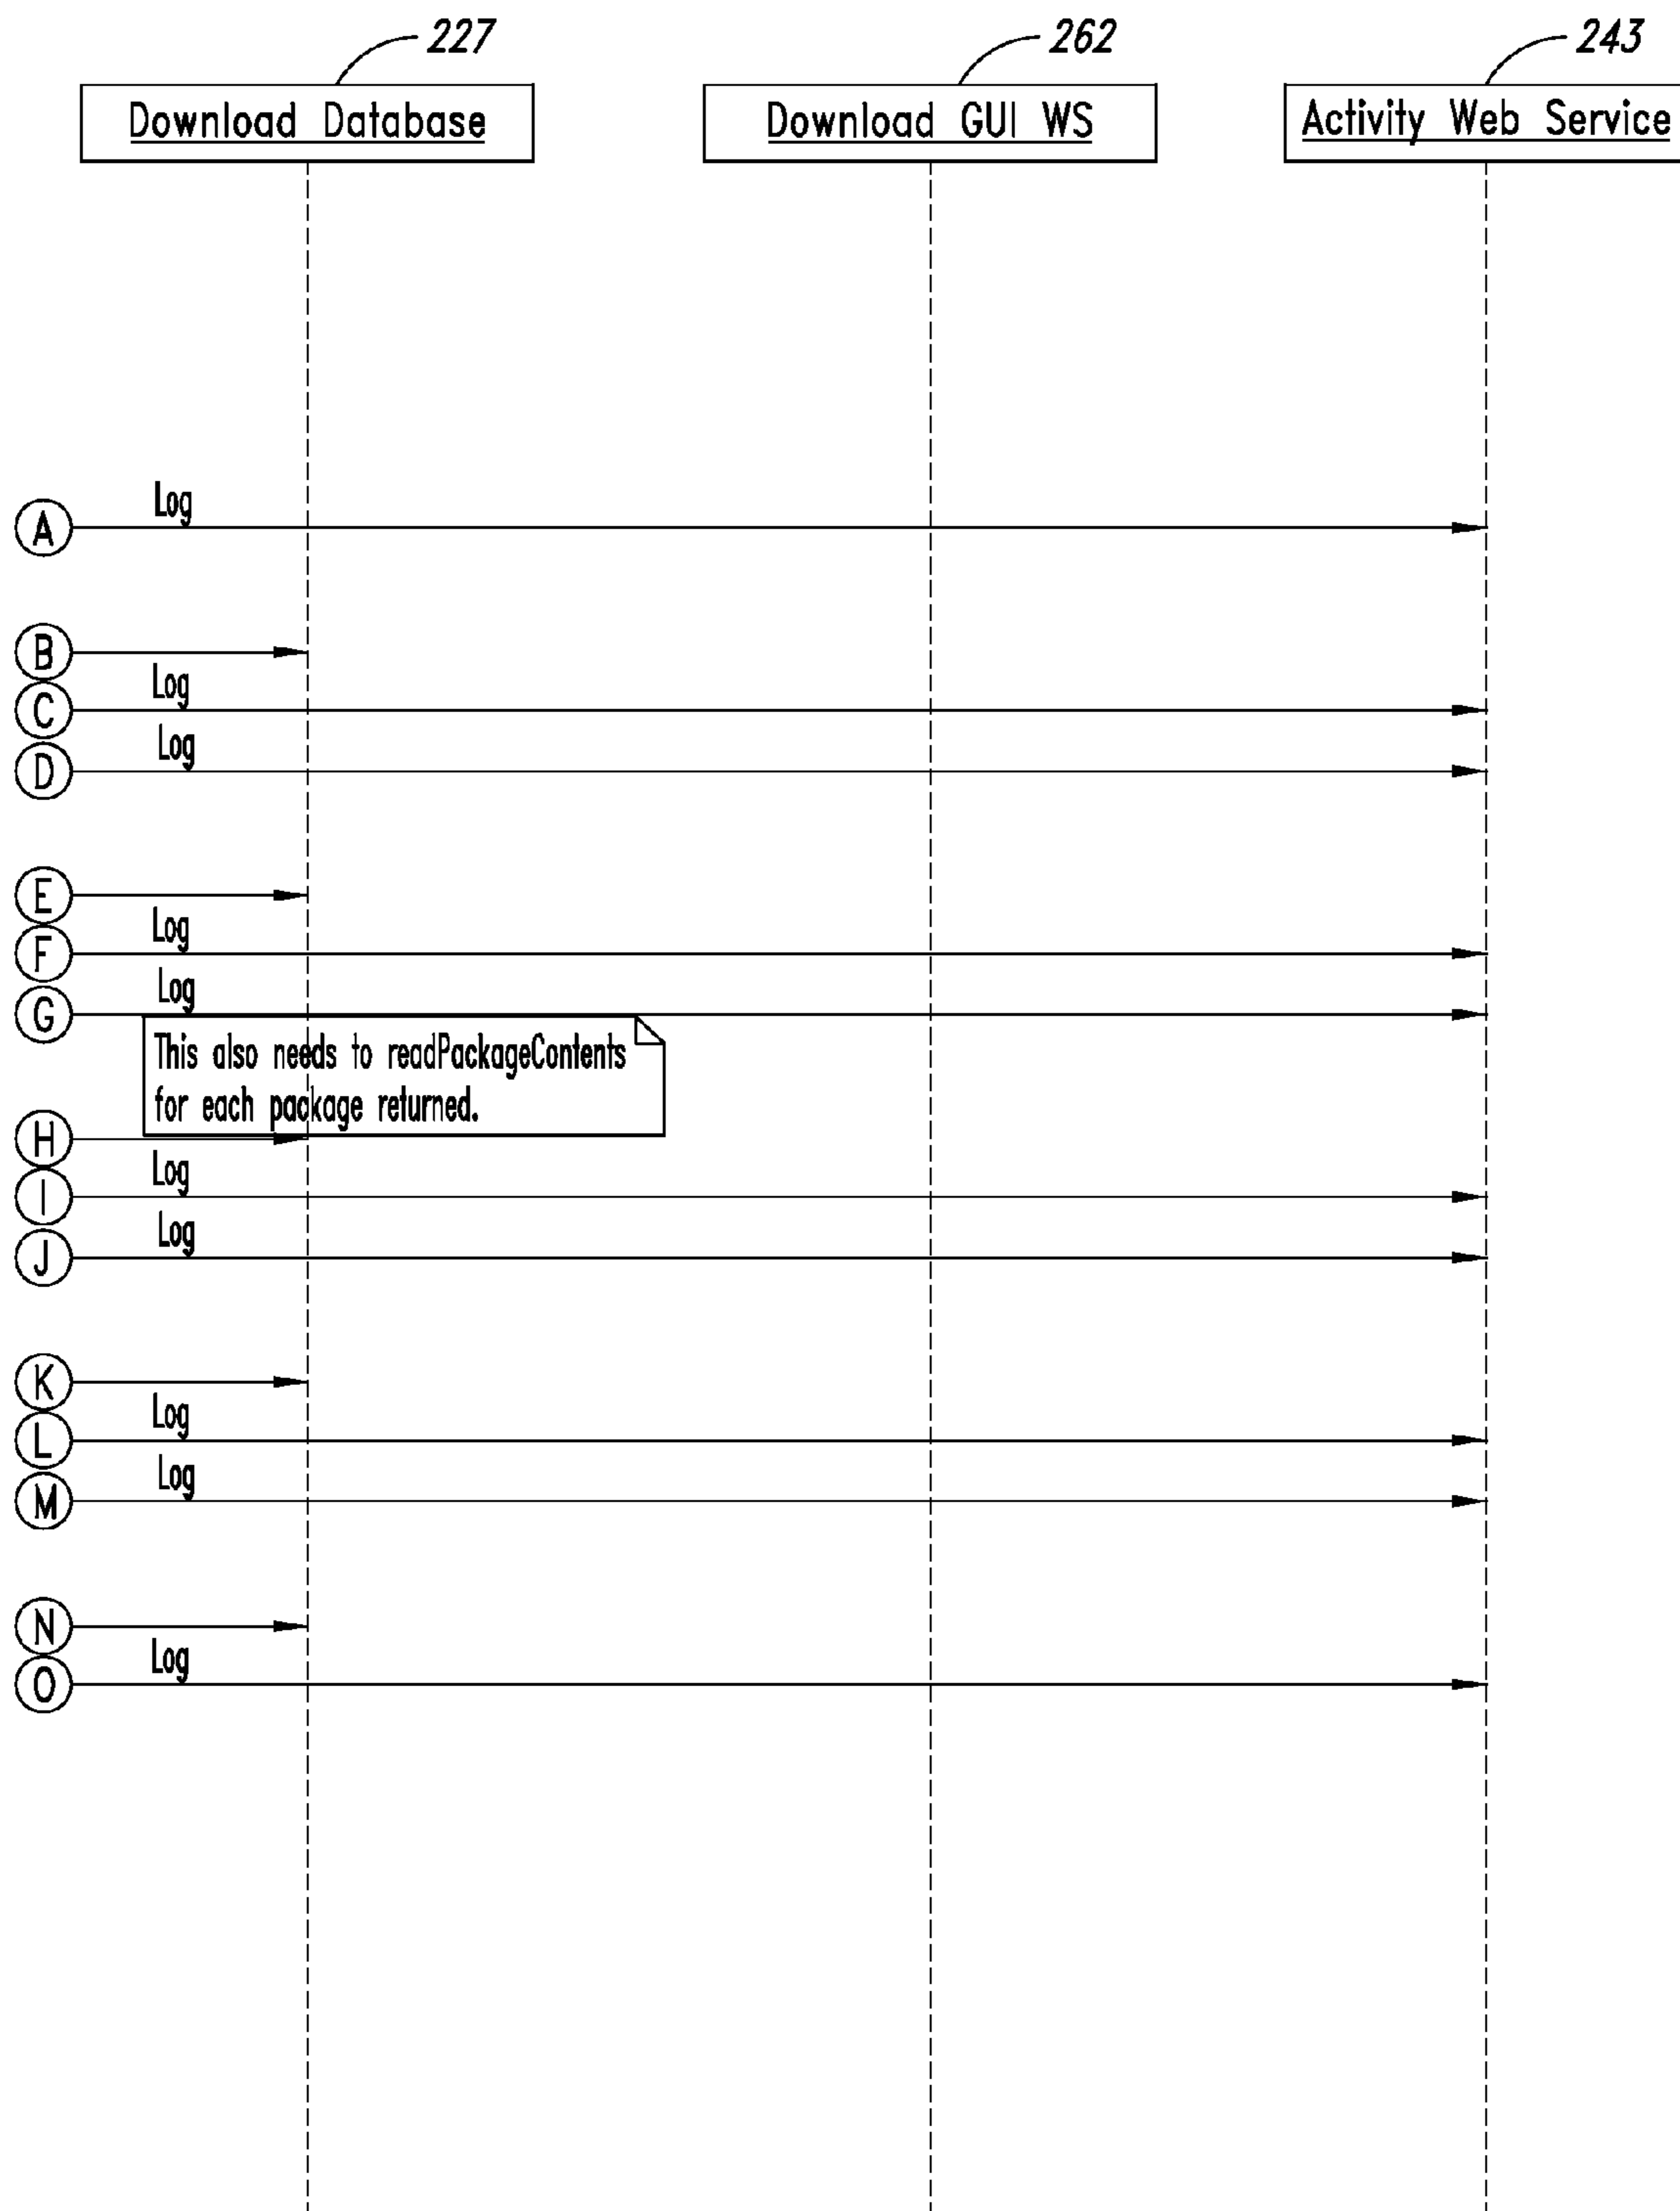 227 262 243
Download Database Download GUI WS Activity Web Service
Log
A
B
Log
C
Log
D
E
Log
F
Log
G
This also needs to readPackageContents
for each package returned.
H
Log
I
Log
J
K
Log
L
Log
M
N
Log
O